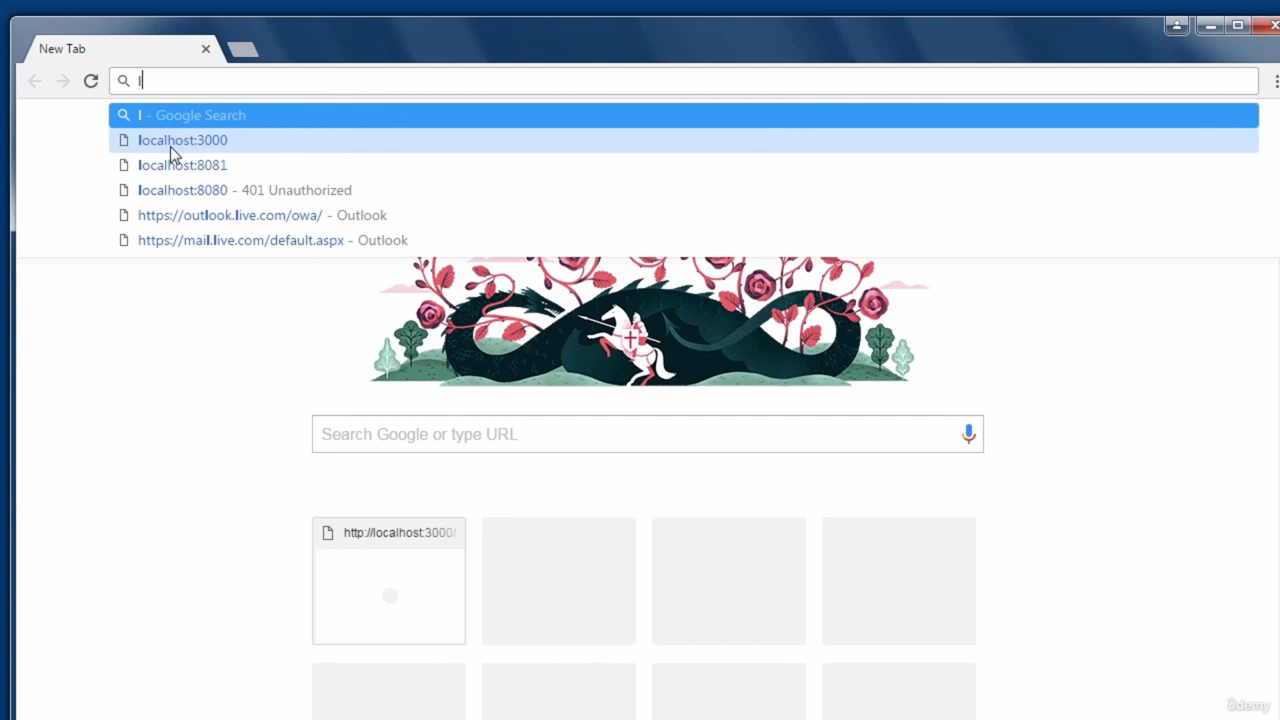 New Tab
l
l - Google Search
localhost:3000
localhost:8081
localhost:8080 - 401 Unauthorized
https://outlook.live.com/owa/ - Outlook
https://mail.live.com/default.aspx - Outlook
Search Google or type URL
http://localhost:3000/
ûdemy